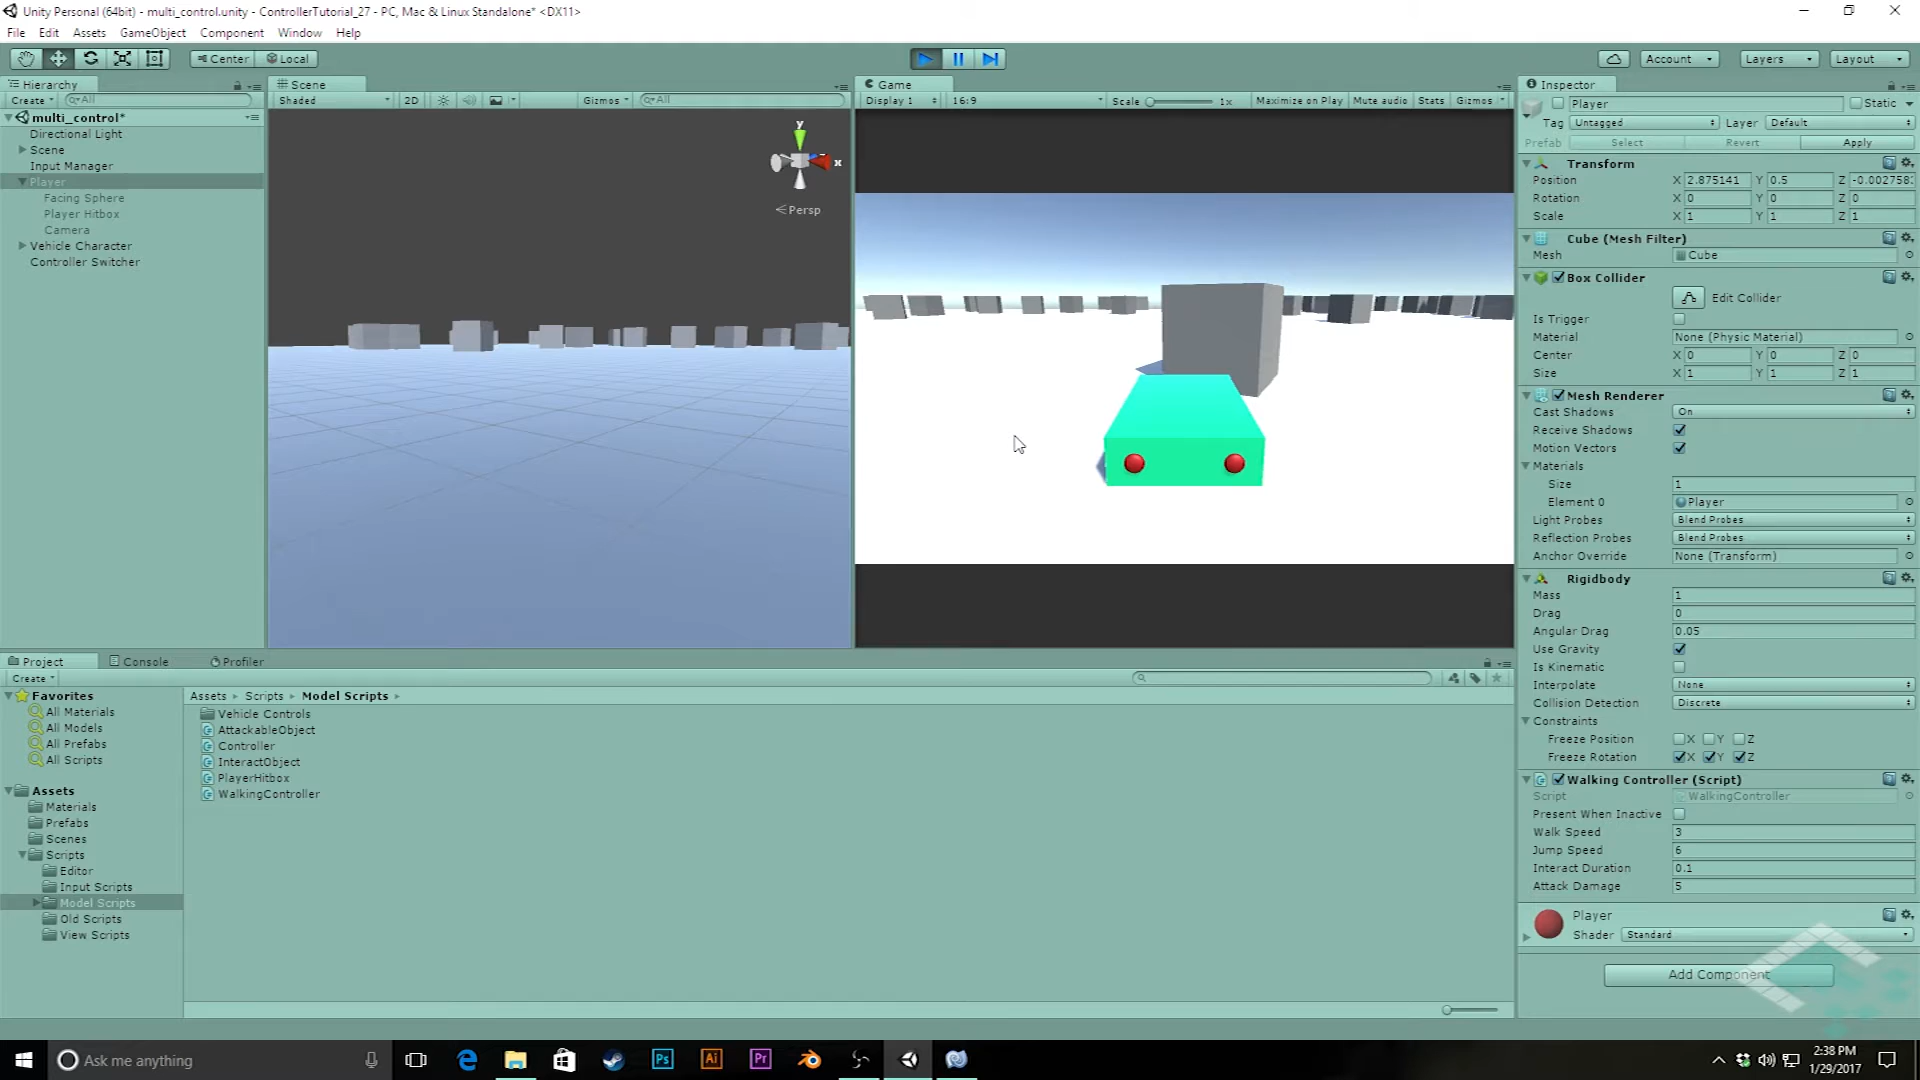 Unity Personal (64bit) - multi_control.unity - ControllerTutorial_27 - PC, Mac & Linux Standalone* <DX11>
File Edit Assets GameObject Component Window Help
Center Local
Account Layers Layout
Hierarchy
Create All
multi_control*
Directional Light
Scene
Input Manager
Player
Facing Sphere
Player Hitbox
Camera
Vehicle Character
Controller Switcher
Scene
Shaded 2D Gizmos All
y
x
Persp
Game
Display 1 16:9 Scale 1x Maximize on Play Mute audio Stats Gizmos
Inspector
Player Static
Tag Untagged Layer Default
Prefab Select Revert Apply
Transform
Position X 2.875141 Y 0.5 Z -0.002758
Rotation X 0 Y 0 Z 0
Scale X 1 Y 1 Z 1
Cube (Mesh Filter)
Mesh Cube
Box Collider
Edit Collider
Is Trigger
Material None (Physic Material)
Center X 0 Y 0 Z 0
Size X 1 Y 1 Z 1
Mesh Renderer
Cast Shadows On
Receive Shadows
Motion Vectors
Materials
Size 1
Element 0 Player
Light Probes Blend Probes
Reflection Probes Blend Probes
Anchor Override None (Transform)
Rigidbody
Mass 1
Drag 0
Angular Drag 0.05
Use Gravity
Is Kinematic
Interpolate None
Collision Detection Discrete
Constraints
Freeze Position X Y Z
Freeze Rotation X Y Z
Walking Controller (Script)
Script WalkingController
Present When Inactive
Walk Speed 3
Jump Speed 6
Interact Duration 0.1
Attack Damage 5
Player
Shader Standard
Add Component
Project Console Profiler
Create
Favorites
All Materials
All Models
All Prefabs
All Scripts
Assets
Materials
Prefabs
Scenes
Scripts
Editor
Input Scripts
Model Scripts
Old Scripts
View Scripts
Assets Scripts Model Scripts
Vehicle Controls
AttackableObject
Controller
InteractObject
PlayerHitbox
WalkingController
Ask me anything
Ps Ai Pr
2:38 PM
1/29/2017